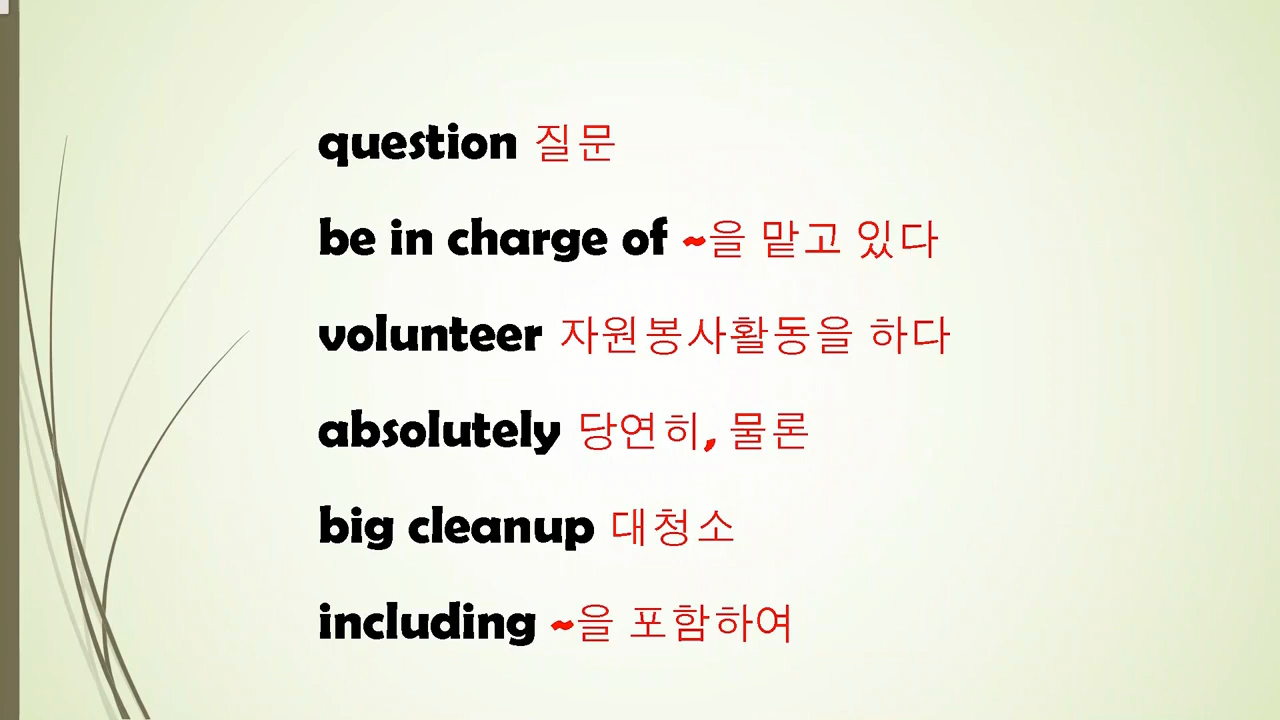 question 질문
be in charge of ~을 맡고 있다
volunteer 자원봉사활동을 하다
absolutely 당연히, 물론
big cleanup 대청소
including ~을 포함하여